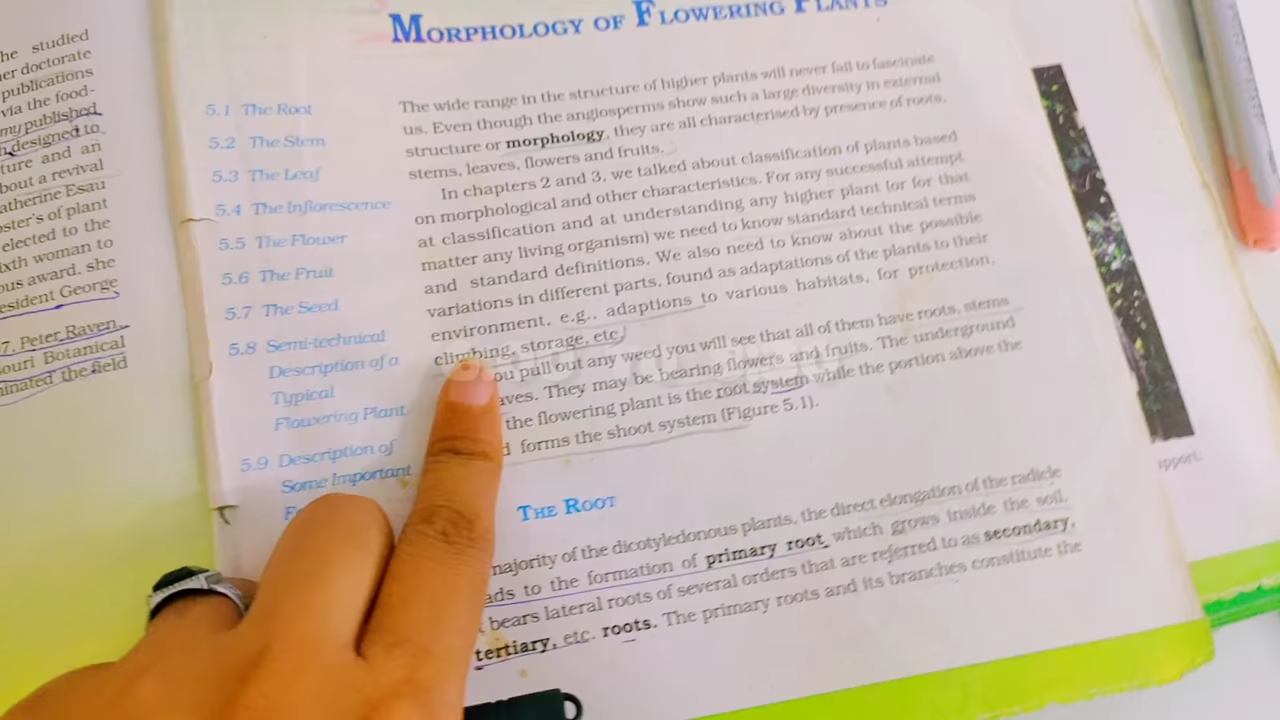 he studied
er doctorate
publications
via the food-
my published
h designed to
ture and an
bout a revival
atherine Esau
oster's of plant
elected to the
ixth woman to
ous award. she
esident George
7. Peter Raven,
ouri Botanical
inated the field
MORPHOLOGY OF FLOWERING PLANTS
5.1 The Root
5.2 The Stem
5.3 The Leaf
5.4 The Inflorescence
5.5 The Flower
5.6 The Fruit
5.7 The Seed
5.8 Semi-technical
Description of a
Typical
Flowering Plant
5.9 Description of
Some Important
The wide range in the structure of higher plants will never fail to fascinate
us. Even though the angiosperms show such a large diversity in external
structure or morphology, they are all characterised by presence of roots,
stems, leaves, flowers and fruits.
In chapters 2 and 3, we talked about classification of plants based
on morphological and other characteristics. For any successful attempt
at classification and at understanding any higher plant (or for that
matter any living organism) we need to know standard technical terms
and standard definitions. We also need to know about the possible
variations in different parts, found as adaptations of the plants to their
environment, e.g., adaptions to various habitats, for protection,
climbing, storage, etc.
ou pull out any weed you will see that all of them have roots, stems
aves. They may be bearing flowers and fruits. The underground
the flowering plant is the root system while the portion above the
d forms the shoot system (Figure 5.1).
THE ROOT
majority of the dicotyledonous plants, the direct elongation of the radicle
ads to the formation of primary root which grows inside the soil.
bears lateral roots of several orders that are referred to as secondary,
tertiary, etc. roots. The primary roots and its branches constitute the
pport.